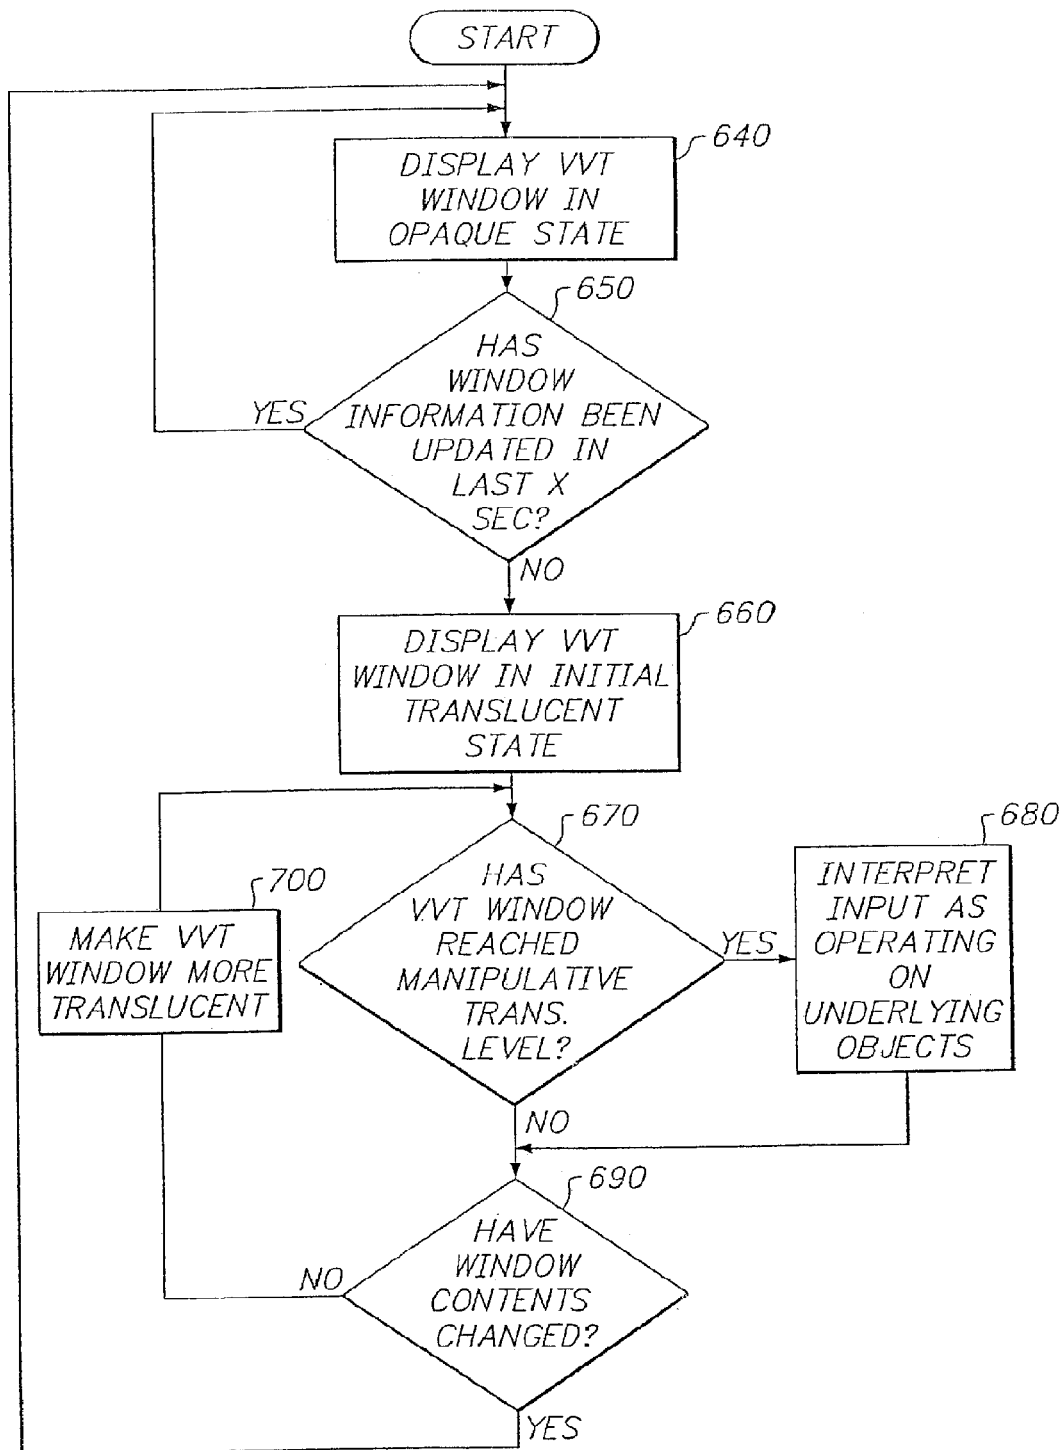 START
640
DISPLAY VVT
WINDOW IN
OPAQUE STATE
650
HAS
WINDOW
INFORMATION BEEN
UPDATED IN
LAST X
SEC?
YES
NO
660
DISPLAY VVT
WINDOW IN INITIAL
TRANSLUCENT
STATE
670
HAS
VVT WINDOW
REACHED
MANIPULATIVE
TRANS.
LEVEL?
YES
NO
680
INTERPRET
INPUT AS
OPERATING
ON
UNDERLYING
OBJECTS
700
MAKE VVT
WINDOW MORE
TRANSLUCENT
690
HAVE
WINDOW
CONTENTS
CHANGED?
NO
YES